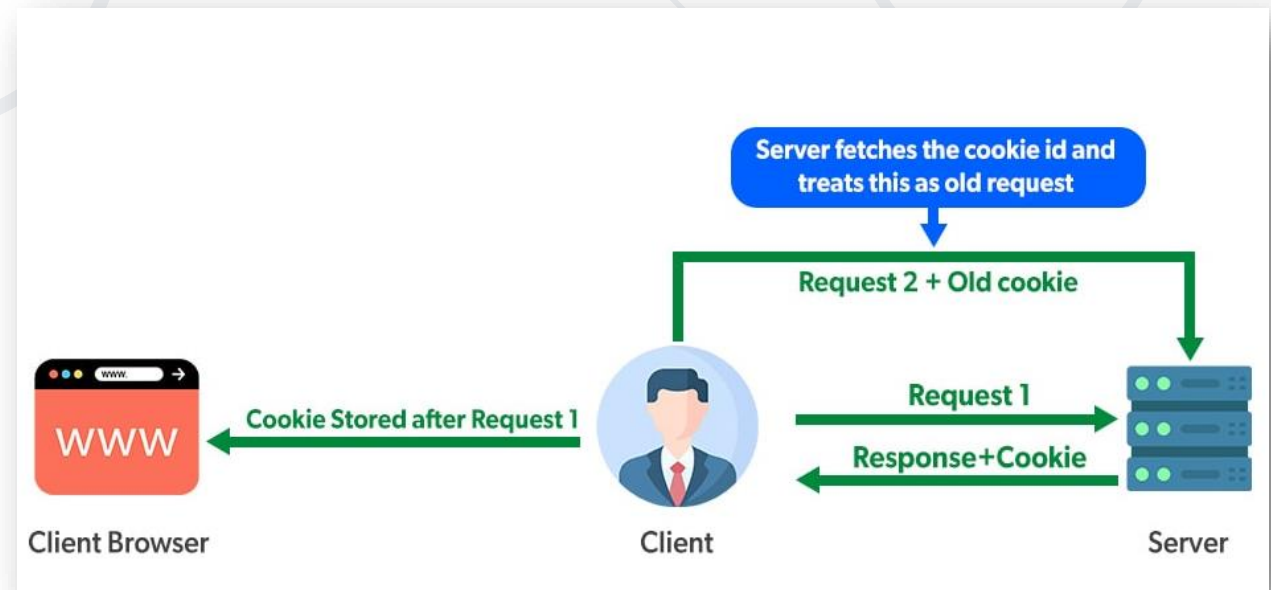 Server fetches the cookie id and
treats this as old request
Request 2 + Old cookie
www.
WWW
Cookie Stored after Request 1
Request 1
Response+Cookie
Client Browser
Client
Server